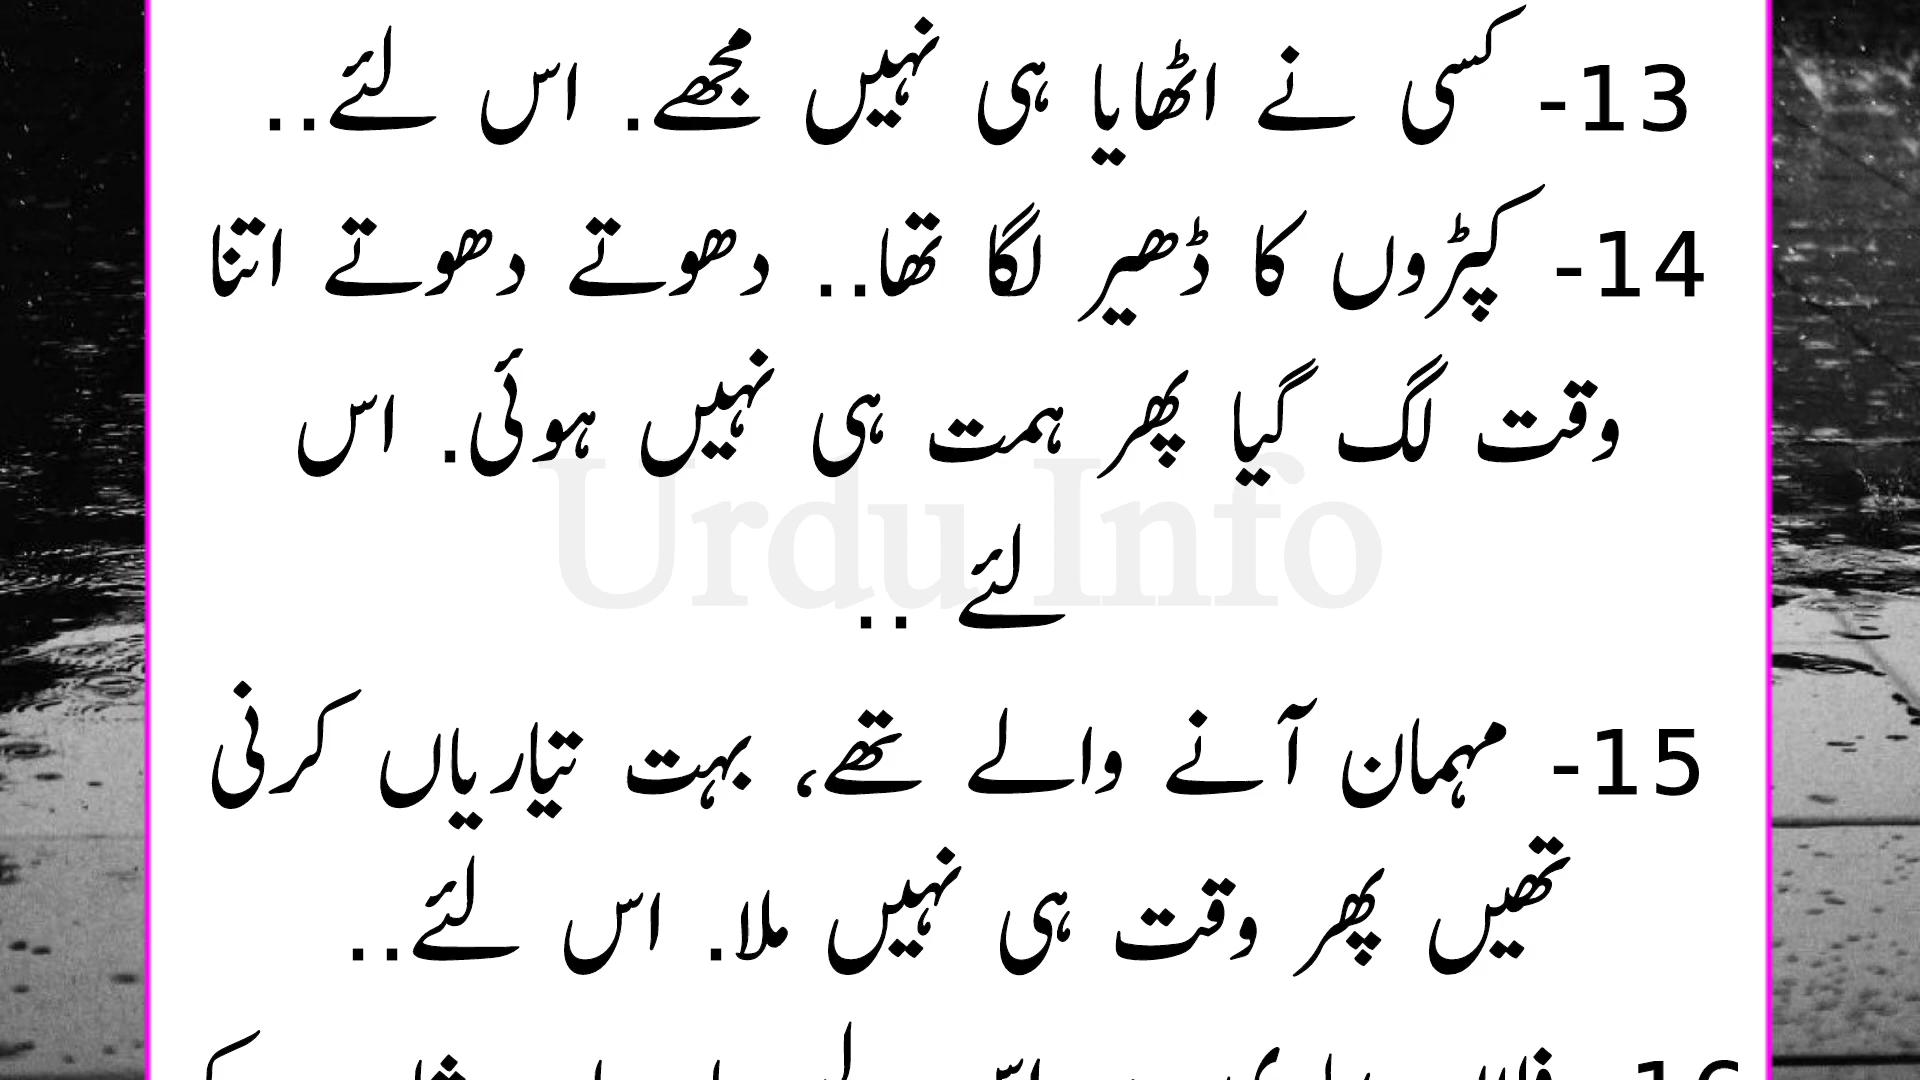 13- کسی نے اٹھایا ہی نہیں مجھے. اس لئے..
14- کپڑوں کا ڈھیر لگا تھا.. دھوتے دھوتے اتنا
وقت لگ گیا پھر ہمت ہی نہیں ہوئی. اس
لئے ..
Urdu Info
15- مہمان آنے والے تھے، بہت تیاریاں کرنی
تھیں پھر وقت ہی نہیں ملا. اس لئے..